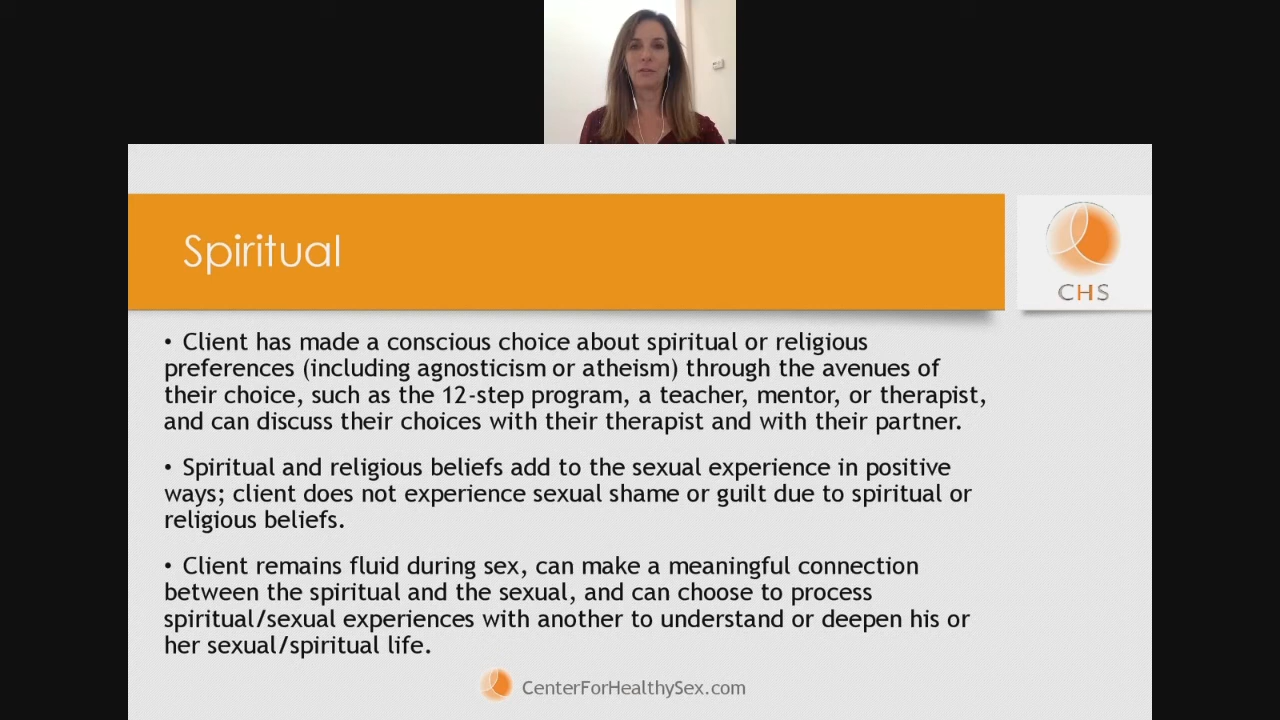 Spiritual
CHS
• Client has made a conscious choice about spiritual or religious
preferences (including agnosticism or atheism) through the avenues of
their choice, such as the 12-step program, a teacher, mentor, or therapist,
and can discuss their choices with their therapist and with their partner.
• Spiritual and religious beliefs add to the sexual experience in positive
ways; client does not experience sexual shame or guilt due to spiritual or
religious beliefs.
• Client remains fluid during sex, can make a meaningful connection
between the spiritual and the sexual, and can choose to process
spiritual/sexual experiences with another to understand or deepen his or
her sexual/spiritual life.
CenterForHealthySex.com